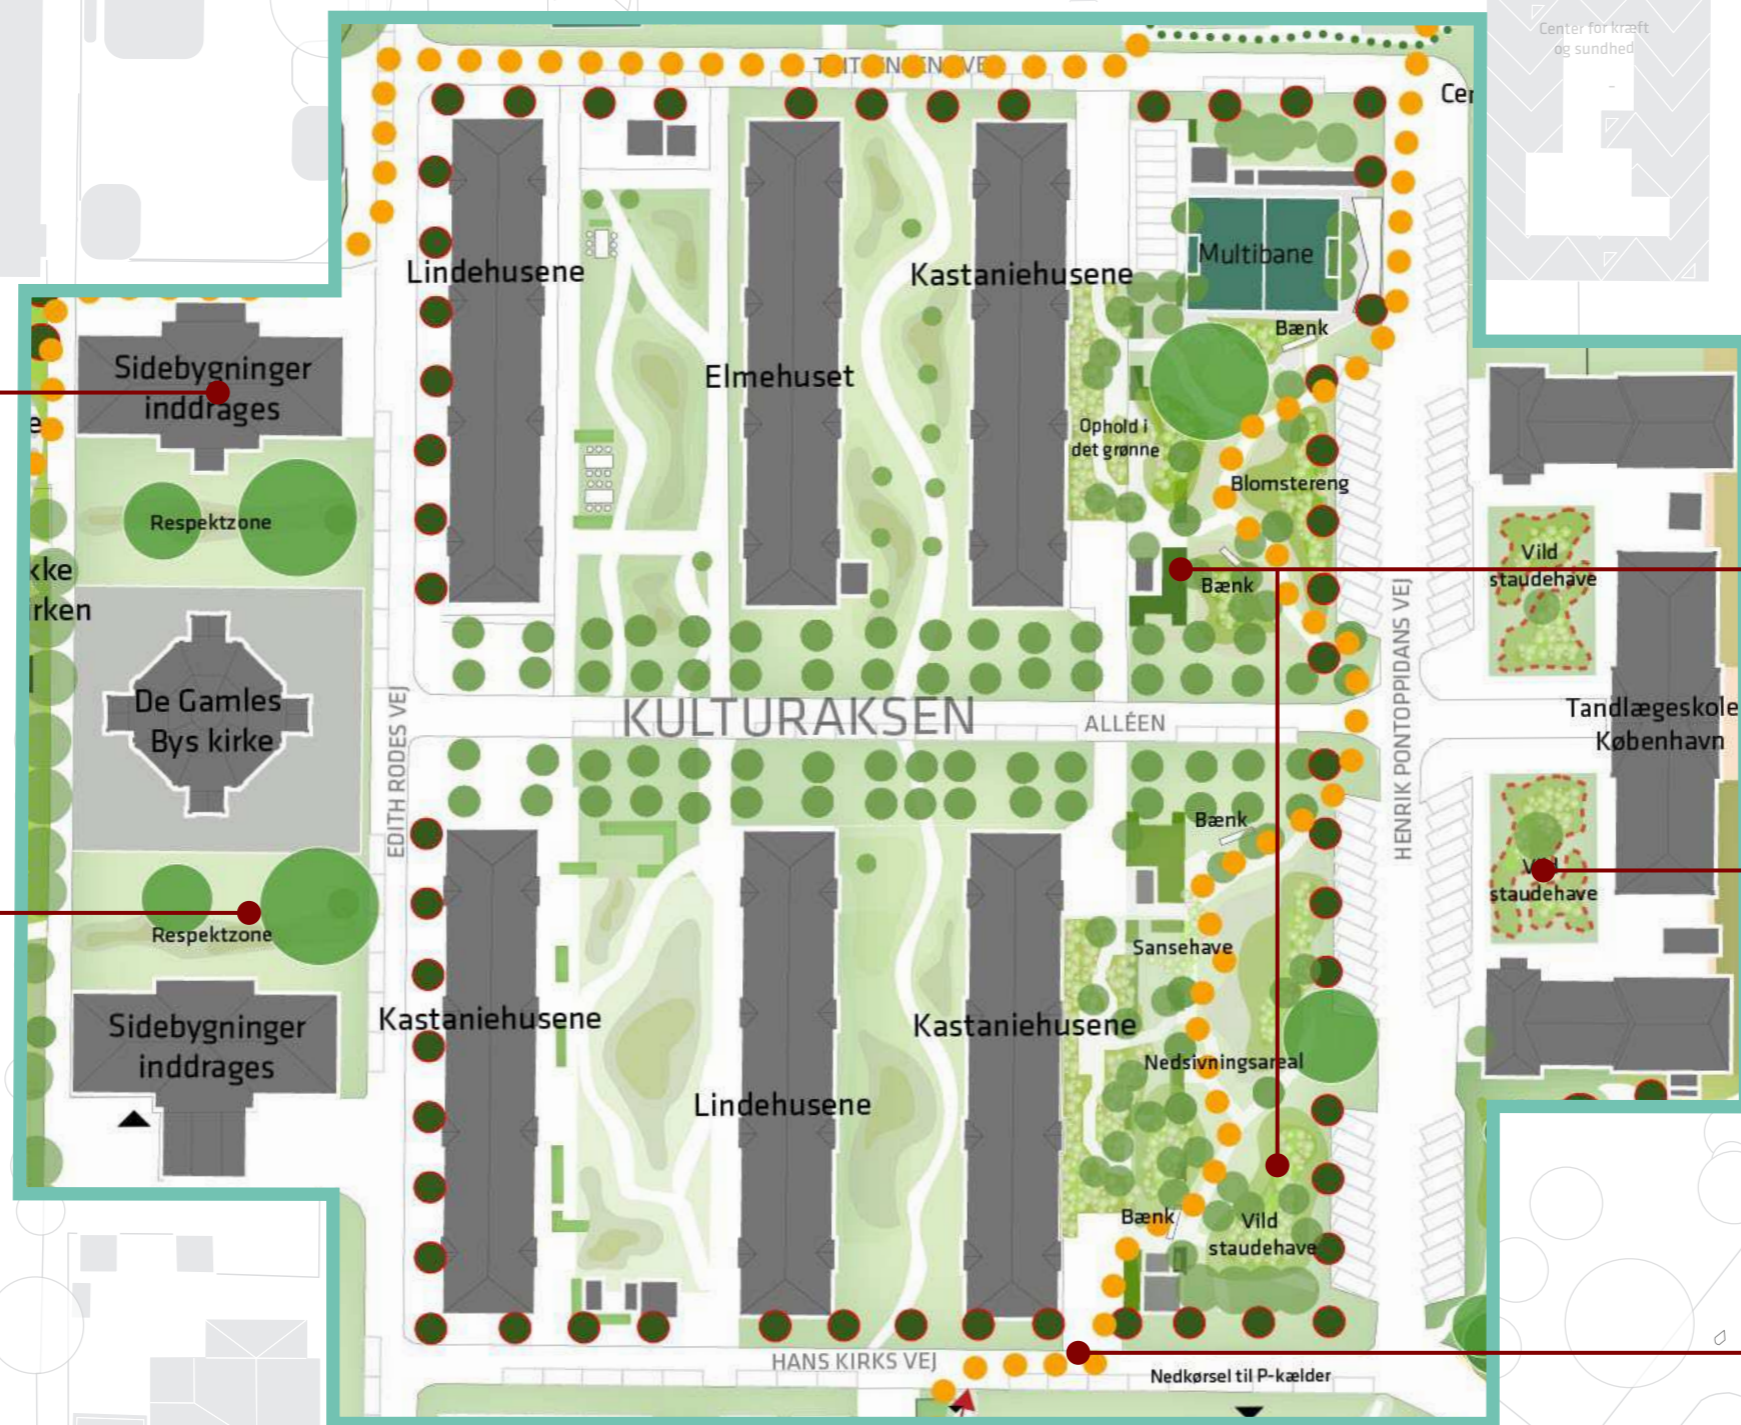 Center for kræft
og sundhed
Cer
Lindehusene
Kastaniehusene
Multibane
Bænk
Sidebygninger
inddrages
Elmehuset
Ophold i
det grønne
Blomstereng
Respektzone
Vild
staudehave
Bænk
kke
irken
De Gamles
Bys kirke
EDITH RODES VEJ
KULTURAKSEN
ALLÉEN
HENRIK PONTOPPIDANS VEJ
Tandlægeskole
København
Bænk
staudehave
Respektzone
Sansehave
Kastaniehusene
Kastaniehusene
Sidebygninger
inddrages
Nedsivningsareal
Lindehusene
Bænk
Vild
staudehave
HANS KIRKS VEJ
Nedkørsel til P-kælder